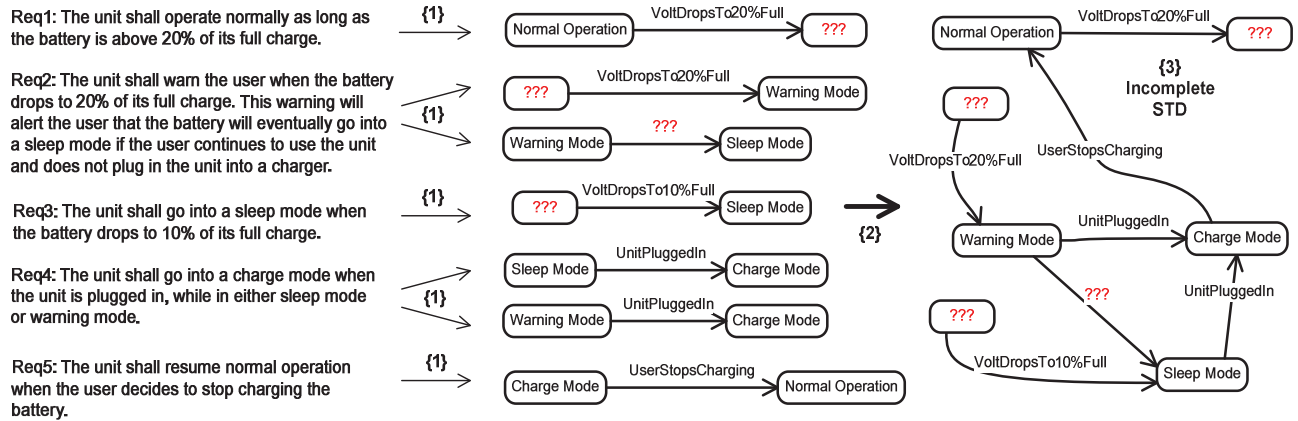 Req1: The unit shall operate normally as long as
the battery is above 20% of its full charge.
{1}
Normal Operation
VoltDropsTo20%Full
???
Req2: The unit shall warn the user when the battery
drops to 20% of its full charge. This warning will
alert the user that the battery will eventually go into
a sleep mode if the user continues to use the unit
and does not plug in the unit into a charger.
{1}
???
VoltDropsTo20%Full
Warning Mode
Warning Mode
???
Sleep Mode
Req3: The unit shall go into a sleep mode when
the battery drops to 10% of its full charge.
{1}
???
VoltDropsTo10%Full
Sleep Mode
Req4: The unit shall go into a charge mode when
the unit is plugged in, while in either sleep mode
or warning mode.
{1}
Sleep Mode
UnitPluggedIn
Charge Mode
Warning Mode
UnitPluggedIn
Charge Mode
Req5: The unit shall resume normal operation
when the user decides to stop charging the
battery.
{1}
Charge Mode
UserStopsCharging
Normal Operation
{2}
Normal Operation
VoltDropsTo20%Full
???
{3}
Incomplete
STD
???
VoltDropsTo20%Full
UserStopsCharging
Warning Mode
UnitPluggedIn
Charge Mode
???
UnitPluggedIn
???
VoltDropsTo10%Full
Sleep Mode